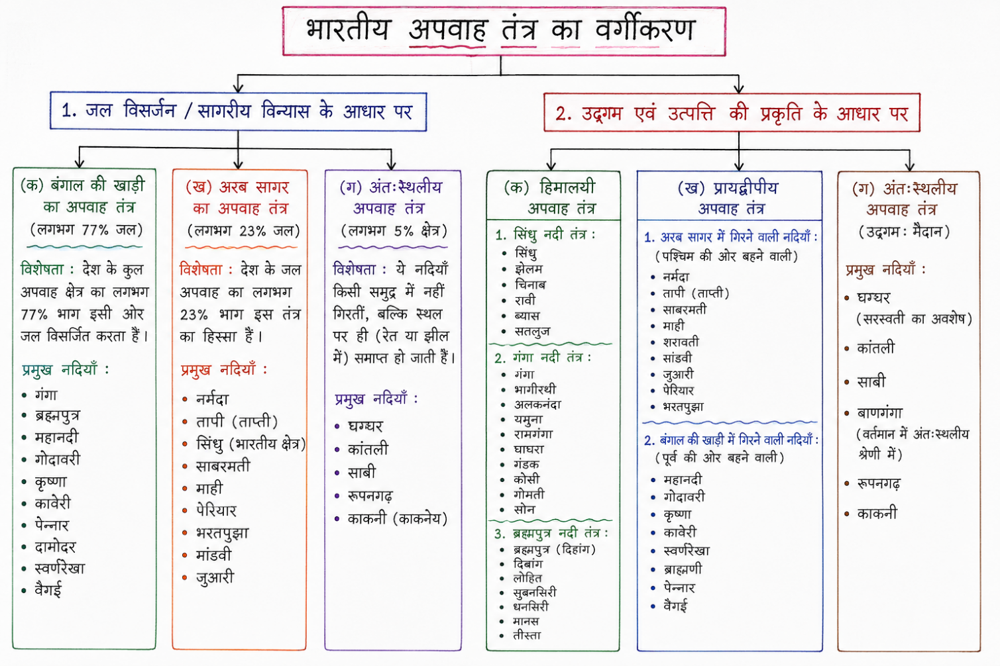 भारतीय अपवाह तंत्र का वर्गीकरण
1. जल विसर्जन / सागरीय विन्यास के आधार पर
(क) बंगाल की खाड़ी
का अपवाह तंत्र
(लगभग 77% जल)
विशेषता : देश के कुल
अपवाह क्षेत्र का लगभग
77% भाग इसी ओर
जल विसर्जित करता हैं।
प्रमुख नदियाँ :
• गंगा
• ब्रह्मपुत्र
• महानदी
• गोदावरी
• कृष्णा
• कावेरी
• पेन्नार
• दामोदर
• स्वर्णरेखा
• वैगई
(ख) अरब सागर
का अपवाह तंत्र
(लगभग 23% जल)
विशेषता : देश के जल
अपवाह का लगभग
23% भाग इस तंत्र
का हिस्सा हैं।
प्रमुख नदियाँ :
• नर्मदा
• तापी (ताप्ती)
• सिंधु (भारतीय क्षेत्र)
• साबरमती
• माही
• पेरियार
• भरतपुझा
• मांडवी
• जुआरी
(ग) अंतःस्थलीय
अपवाह तंत्र
(लगभग 5% क्षेत्र)
विशेषता : ये नदियाँ
किसी समुद्र में नहीं
गिरतीं, बल्कि स्थल
पर ही (रेत या झील
में) समाप्त हो जाती हैं।
प्रमुख नदियाँ :
• घग्घर
• कांतली
• साबी
• रूपनगढ़
• काकनी (काकनेय)
2. उद्गम एवं उत्पत्ति की प्रकृति के आधार पर
(क) हिमालयी
अपवाह तंत्र
1. सिंधु नदी तंत्र :
• सिंधु
• झेलम
• चिनाब
• रावी
• ब्यास
• सतलुज
2. गंगा नदी तंत्र :
• गंगा
• भागीरथी
• अलकनंदा
• यमुना
• रामगंगा
• घाघरा
• गंडक
• कोसी
• गोमती
• सोन
3. ब्रह्मपुत्र नदी तंत्र :
• ब्रह्मपुत्र (दिहांग)
• दिबांग
• लोहित
• सुबनसिरी
• धनसिरी
• मानस
• तीस्ता
(ख) प्रायद्वीपीय
अपवाह तंत्र
1. अरब सागर में गिरने वाली नदियाँ :
(पश्चिम की ओर बहने वाली)
• नर्मदा
• तापी (ताप्ती)
• साबरमती
• माही
• शरावती
• सांडवी
• जुआरी
• पेरियार
• भरतपुझा
2. बंगाल की खाड़ी में गिरने वाली नदियाँ :
(पूर्व की ओर बहने वाली)
• महानदी
• गोदावरी
• कृष्णा
• कावेरी
• स्वर्णरेखा
• ब्राह्मणी
• पेन्नार
• वैगई
(ग) अंतःस्थलीय
अपवाह तंत्र
(उद्गम : मैदान)
प्रमुख नदियाँ :
• घग्घर
(सरस्वती का अवशेष)
• कांतली
• साबी
• बाणगंगा
(वर्तमान में अंतःस्थलीय
श्रेणी में)
• रूपनगढ़
• काकनी